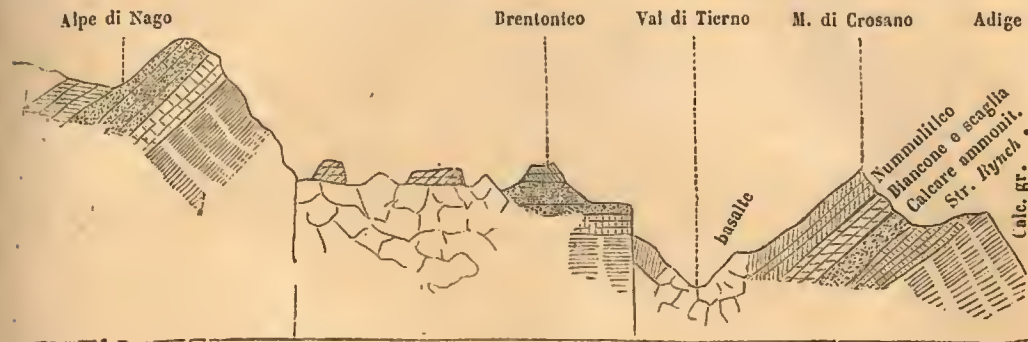 Alpe di Nago
Brentonico
Val di Tierno
M. di Crosano
Adige
basalte
Nummulitico
Biancone e scaglia
Calcare ammonit.
Str. Rynch.
Calc. gr.